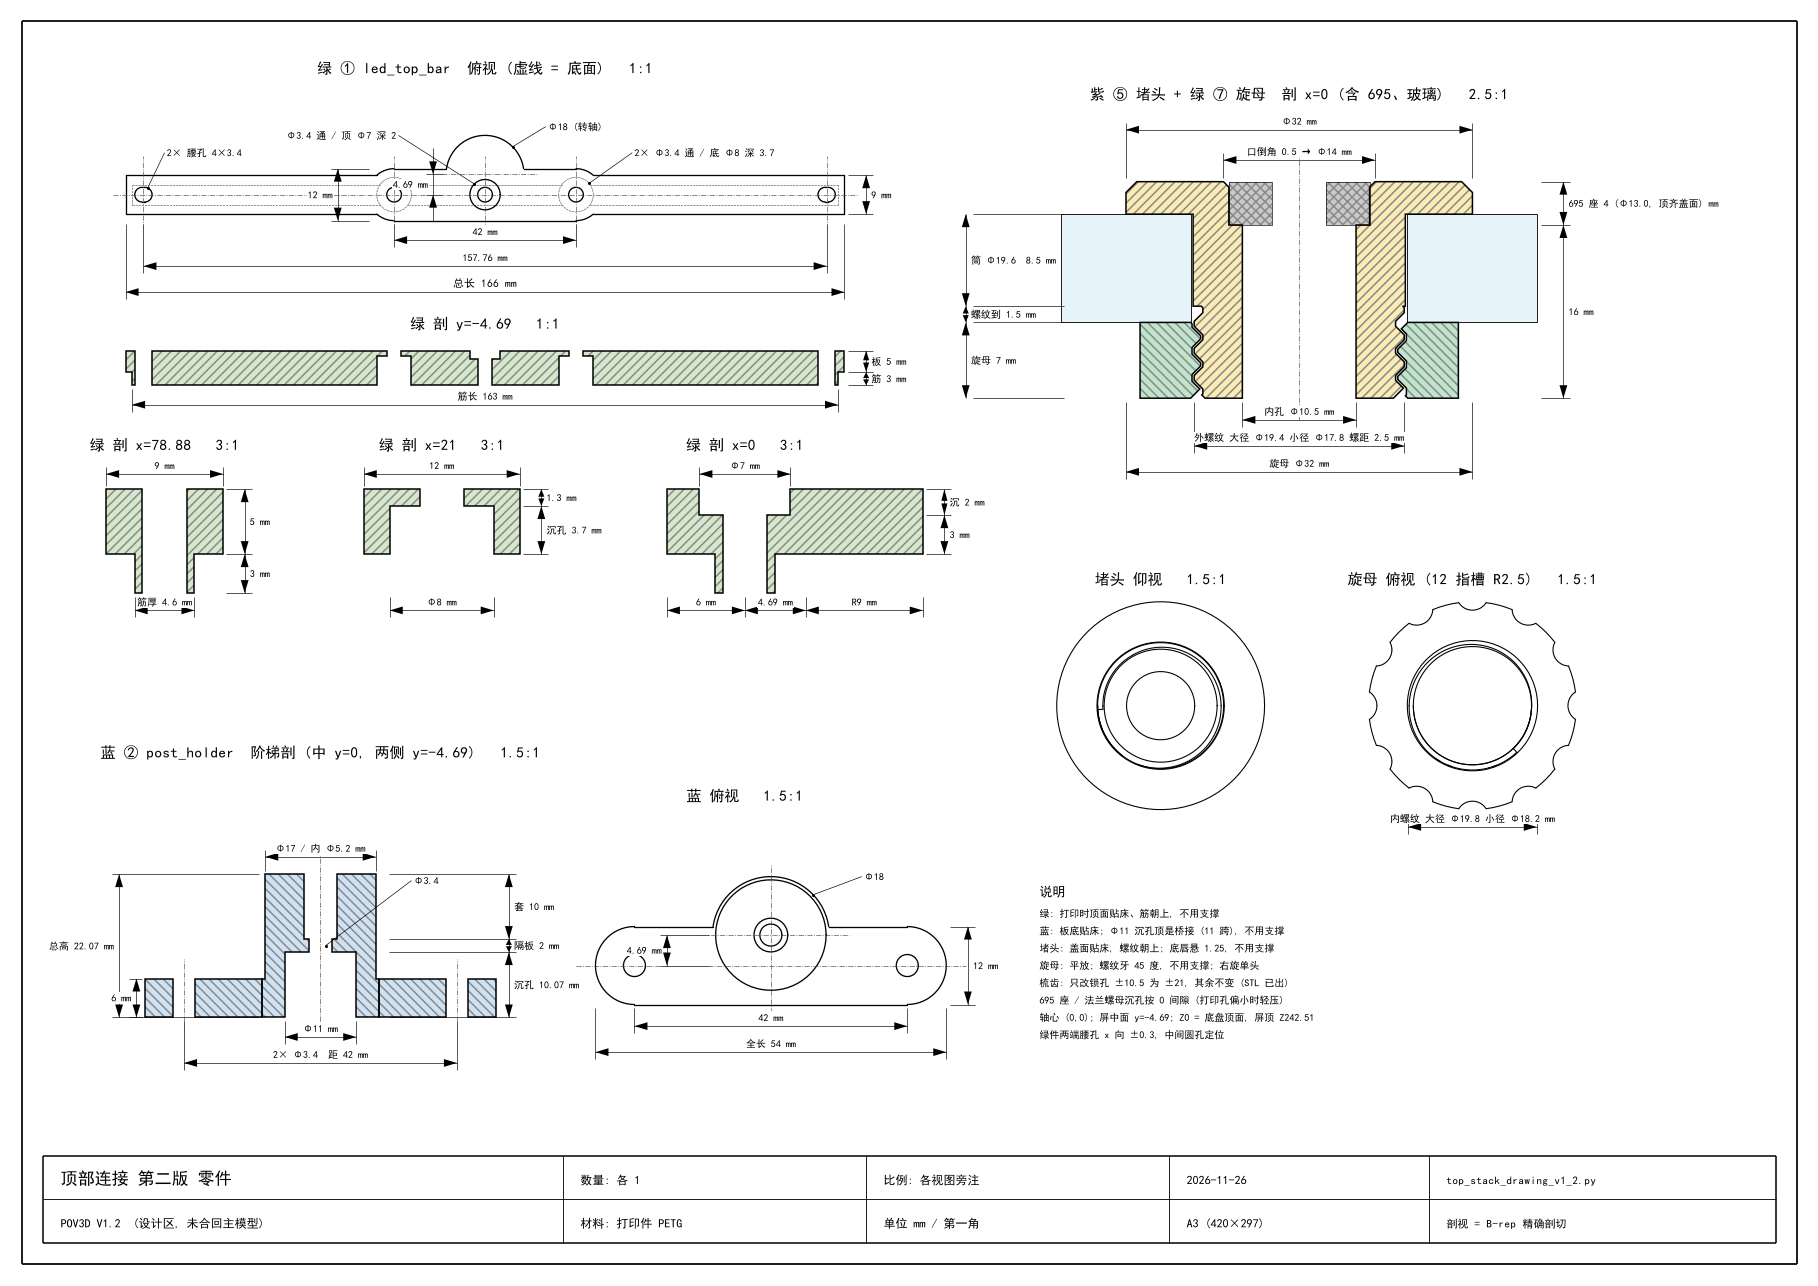 绿 ① led_top_bar 俯视 (虚线 = 底面) 1:1
Φ18 (转轴)
Φ3.4 通 / 顶 Φ7 深 2
2× 腰孔 4×3.4
2× Φ3.4 通 / 底 Φ8 深 3.7
4.69 mm
12 mm
9 mm
42 mm
157.76 mm
总长 166 mm
绿 剖 y=-4.69 1:1
板 5 mm
筋 3 mm
筋长 163 mm
绿 剖 x=78.88 3:1
9 mm
5 mm
3 mm
筋厚 4.6 mm
绿 剖 x=21 3:1
12 mm
1.3 mm
沉孔 3.7 mm
Φ8 mm
绿 剖 x=0 3:1
Φ7 mm
沉 2 mm
3 mm
6 mm
4.69 mm
R9 mm
紫 ⑤ 堵头 + 绿 ⑦ 旋母 剖 x=0 (含 695、玻璃) 2.5:1
Φ32 mm
口倒角 0.5 → Φ14 mm
695 座 4 (Φ13.0, 顶齐盖面) mm
筒 Φ19.6 8.5 mm
螺纹到 1.5 mm
16 mm
旋母 7 mm
内孔 Φ10.5 mm
外螺纹 大径 Φ19.4 小径 Φ17.8 螺距 2.5 mm
旋母 Φ32 mm
堵头 仰视 1.5:1
旋母 俯视 (12 指槽 R2.5) 1.5:1
内螺纹 大径 Φ19.8 小径 Φ18.2 mm
蓝 ② post_holder 阶梯剖 (中 y=0, 两侧 y=-4.69) 1.5:1
Φ17 / 内 Φ5.2 mm
Φ3.4
套 10 mm
总高 22.07 mm
隔板 2 mm
沉孔 10.07 mm
6 mm
Φ11 mm
2× Φ3.4 距 42 mm
蓝 俯视 1.5:1
Φ18
4.69 mm
12 mm
42 mm
全长 54 mm
说明
绿: 打印时顶面贴床、筋朝上, 不用支撑
蓝: 板底贴床; Φ11 沉孔顶是桥接 (11 跨), 不用支撑
堵头: 盖面贴床, 螺纹朝上; 底唇悬 1.25, 不用支撑
旋母: 平放; 螺纹牙 45 度, 不用支撑; 右旋单头
梳齿: 只改锁孔 ±10.5 为 ±21, 其余不变 (STL 已出)
695 座 / 法兰螺母沉孔按 0 间隙 (打印孔偏小时轻压)
轴心 (0,0); 屏中面 y=-4.69; Z0 = 底盘顶面, 屏顶 Z242.51
绿件两端腰孔 x 向 ±0.3, 中间圆孔定位
顶部连接 第二版 零件
数量: 各 1
比例: 各视图旁注
2026-11-26
top_stack_drawing_v1_2.py
POV3D V1.2 (设计区, 未合回主模型)
材料: 打印件 PETG
单位 mm / 第一角
A3 (420×297)
剖视 = B-rep 精确剖切